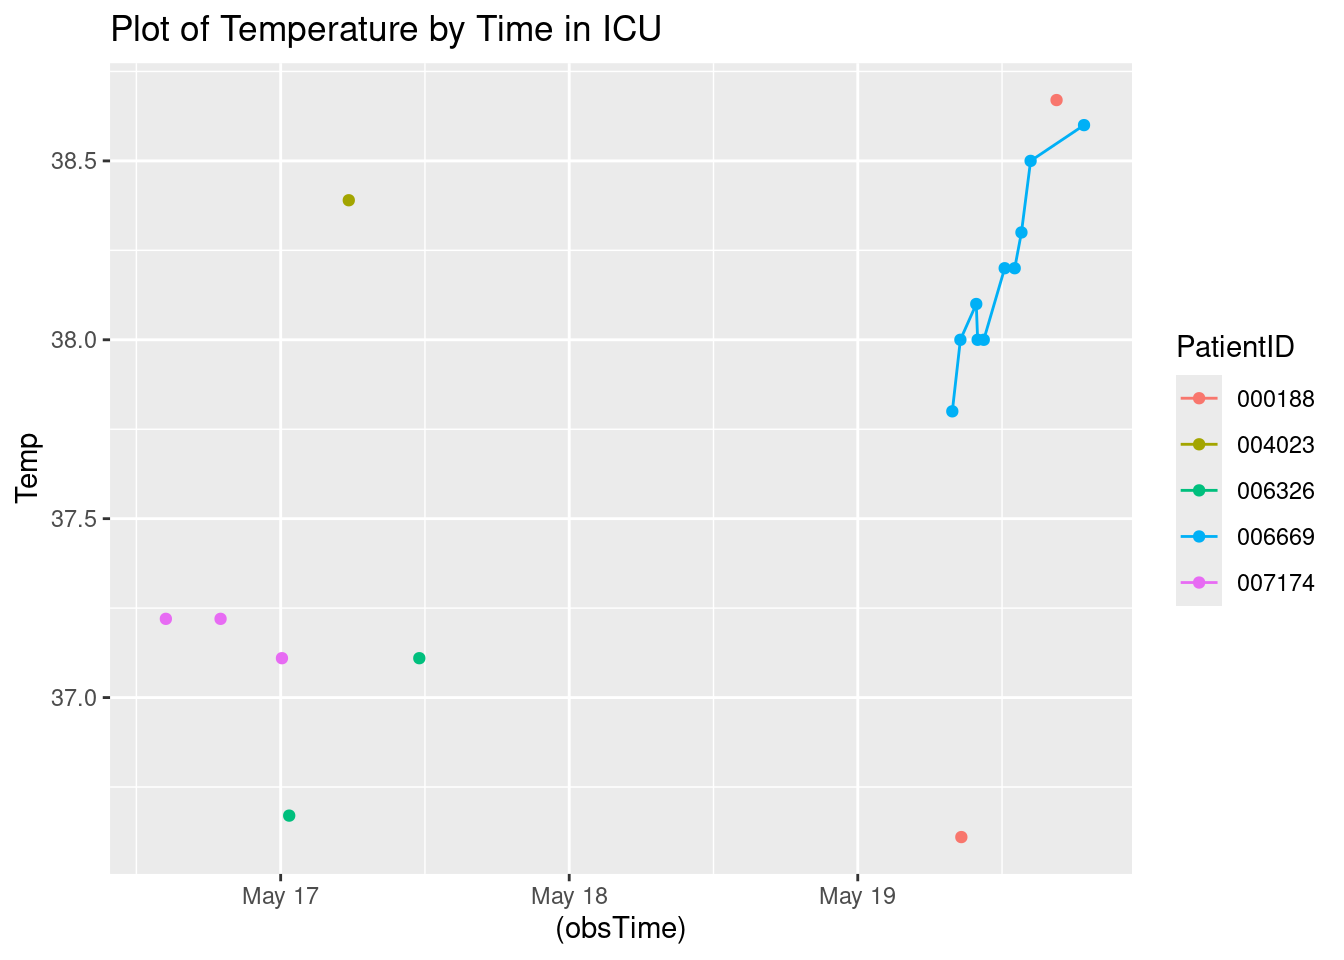 Plot of Temperature by Time in ICU
Temp
38.5
38.0
37.5
37.0
May 17
May 18
May 19
(obsTime)
PatientID
000188
004023
006326
006669
007174